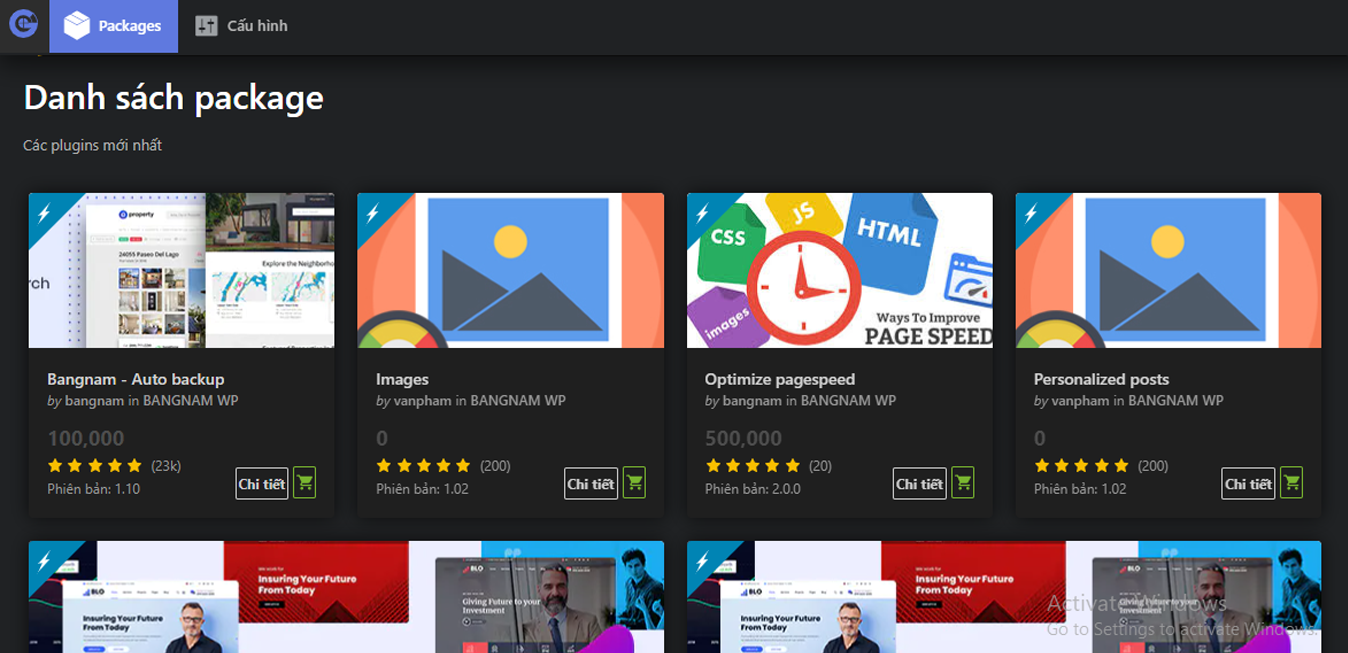 Packages
Cấu hình
Danh sách package
Các plugins mới nhất
property
24055 Paseo Del Lago
Explore the Neighborho
rch
CSS
JS
HTML
images
Ways To Improve
PAGE SPEED
Bangnam - Auto backup
by bangnam in BANGNAM WP
100,000
(23k)
Phiên bản: 1.10
Chi tiết
Images
by vanpham in BANGNAM WP
0
(200)
Phiên bản: 1.02
Chi tiết
Optimize pagespeed
by bangnam in BANGNAM WP
500,000
(20)
Phiên bản: 2.0.0
Chi tiết
Personalized posts
by vanpham in BANGNAM WP
0
(200)
Phiên bản: 1.02
Chi tiết
BLO
Insuring Your Future
From Today
Insuring Your Future
From Today
BLO
Giving Future to your
Investment
BLO
Insuring Your Future
From Today
Insuring Your Future
From Today
BLO
Giving Future to your
Investment
Activate Windows
Go to Settings to activate Windows.